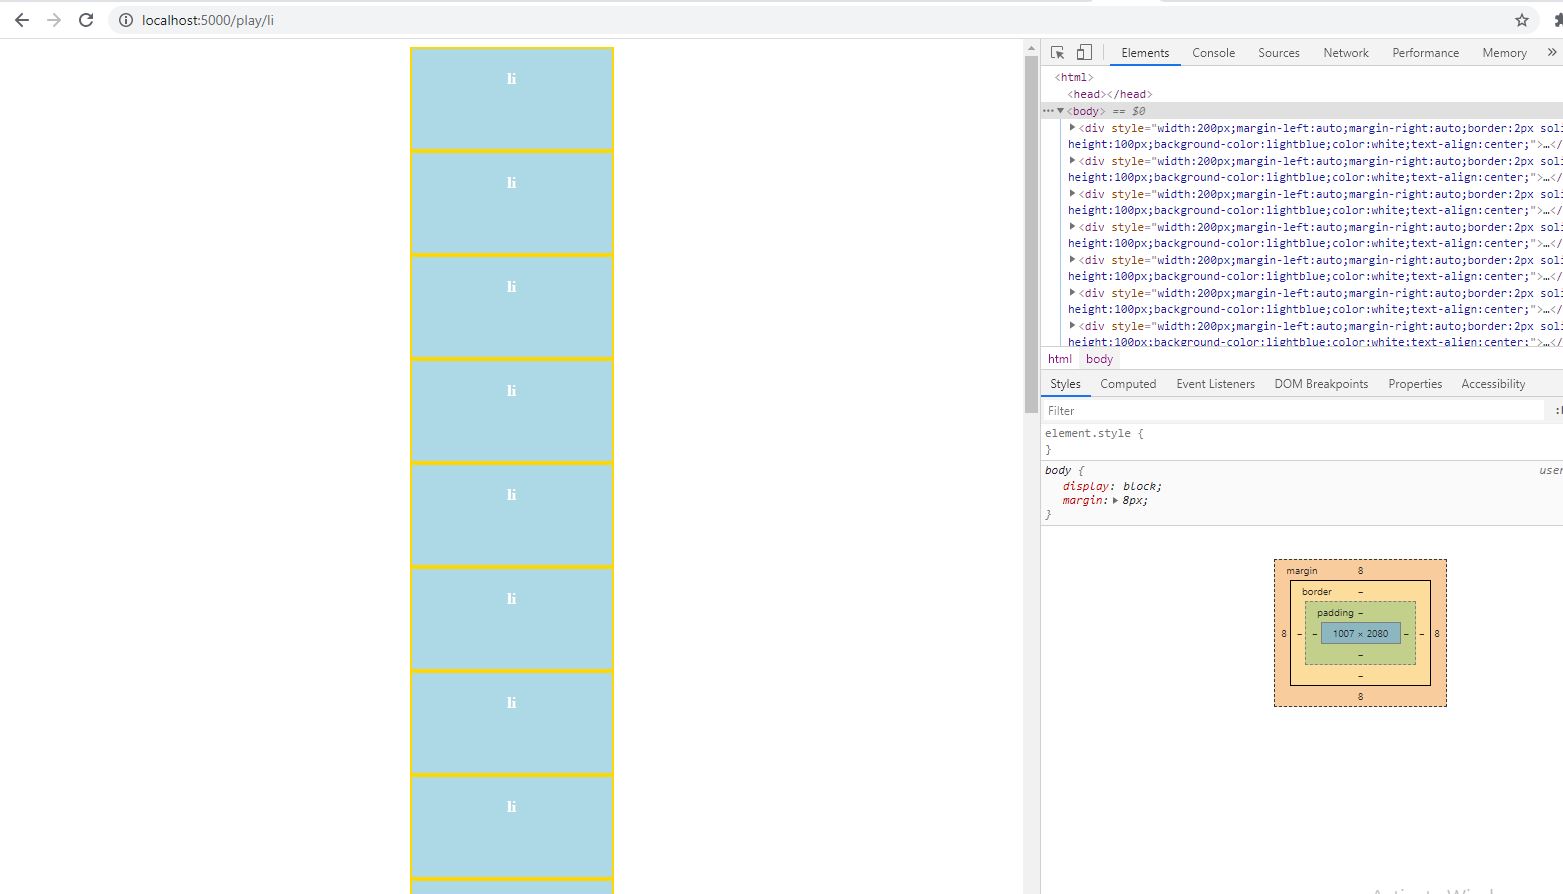 localhost:5000/play/li
li
li
li
li
li
li
li
li
Elements Console Sources Network Performance Memory »
<html>
<head></head>
… <body> == $0
<div style="width:200px;margin-left:auto;margin-right:auto;border:2px soli
height:100px;background-color:lightblue;color:white;text-align:center;">…</
<div style="width:200px;margin-left:auto;margin-right:auto;border:2px soli
height:100px;background-color:lightblue;color:white;text-align:center;">…</
<div style="width:200px;margin-left:auto;margin-right:auto;border:2px soli
height:100px;background-color:lightblue;color:white;text-align:center;">…</
<div style="width:200px;margin-left:auto;margin-right:auto;border:2px soli
height:100px;background-color:lightblue;color:white;text-align:center;">…</
<div style="width:200px;margin-left:auto;margin-right:auto;border:2px soli
height:100px;background-color:lightblue;color:white;text-align:center;">…</
<div style="width:200px;margin-left:auto;margin-right:auto;border:2px soli
height:100px;background-color:lightblue;color:white;text-align:center;">…</
<div style="width:200px;margin-left:auto;margin-right:auto;border:2px soli
height:100px;background-color:lightblue;color:white;text-align:center;">…</
html body
Styles Computed Event Listeners DOM Breakpoints Properties Accessibility
Filter
element.style {
}
body { user
display: block;
margin: 8px;
}
margin 8
border –
padding –
8 – – 1007 × 2080 – – 8
–
–
8